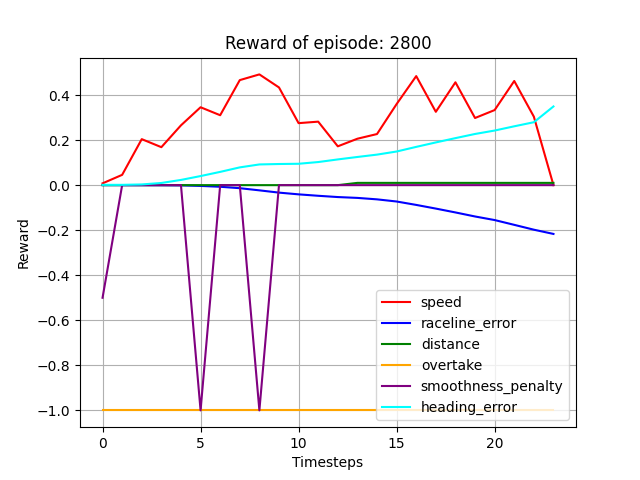 Reward of episode: 2800
0.4
0.2
0.0
−0.2
−0.4
−0.6
−0.8
−1.0
Reward
speed
raceline_error
distance
overtake
smoothness_penalty
heading_error
0 5 10 15 20
Timesteps